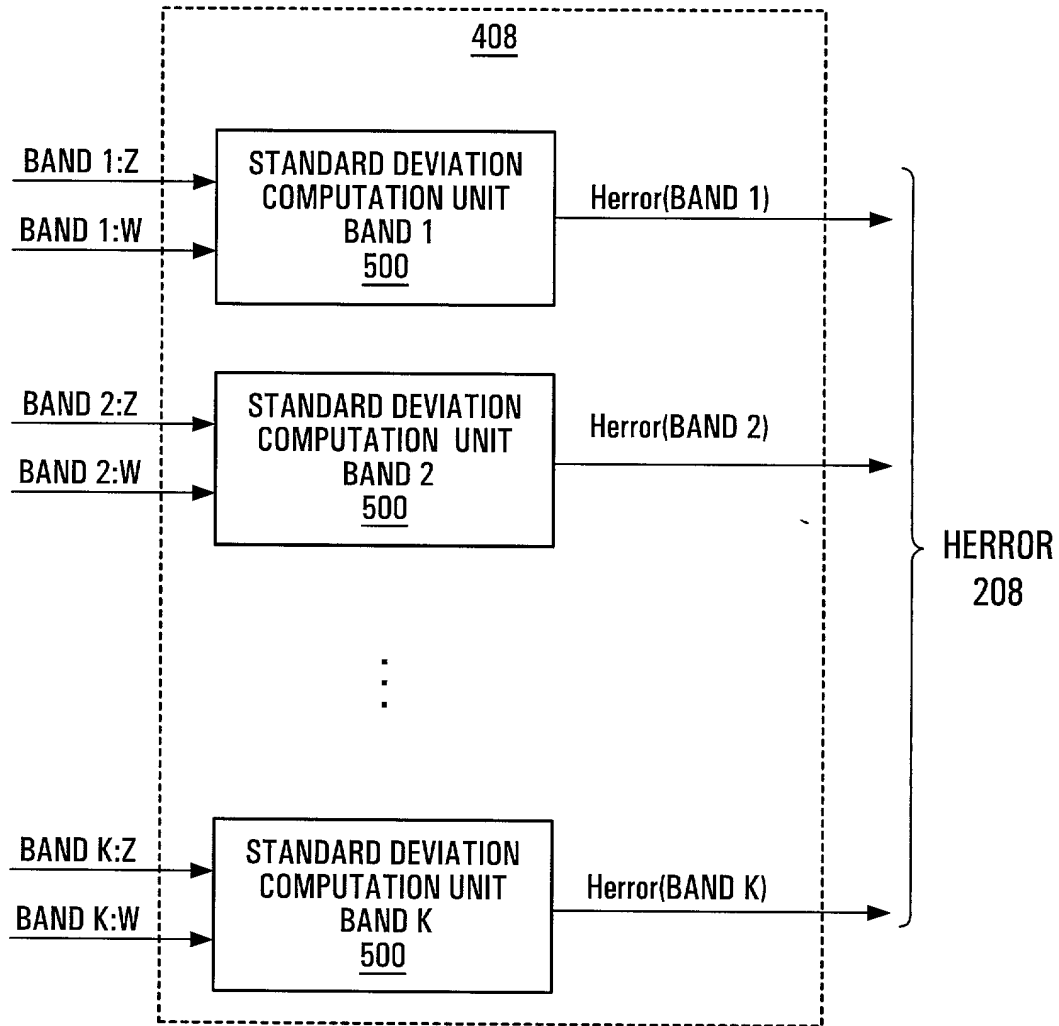 408
BAND 1:Z
BAND 1:W
STANDARD DEVIATION
COMPUTATION UNIT
BAND 1
500
Herror(BAND 1)
BAND 2:Z
BAND 2:W
STANDARD DEVIATION
COMPUTATION UNIT
BAND 2
500
Herror(BAND 2)
HERROR
208
BAND K:Z
BAND K:W
STANDARD DEVIATION
COMPUTATION UNIT
BAND K
500
Herror(BAND K)